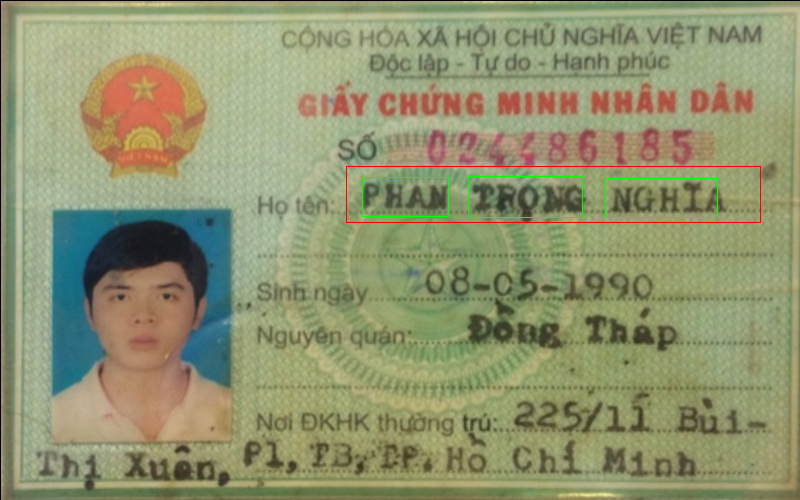 CỘNG HÒA XÃ HỘI CHỦ NGHĨA VIỆT NAM
Độc lập - Tự do - Hạnh phúc
GIẤY CHỨNG MINH NHÂN DÂN
SỐ 024486185
Họ tên: PHAN TRỌNG NGHĨA
Sinh ngày 08-05-1990
Nguyên quán: Đồng Tháp
Nơi ĐKHK thường trú: 225/11 Bùi-
Thị Xuân, P1, TB, TP. Hồ Chí Minh
VIỆT NAM